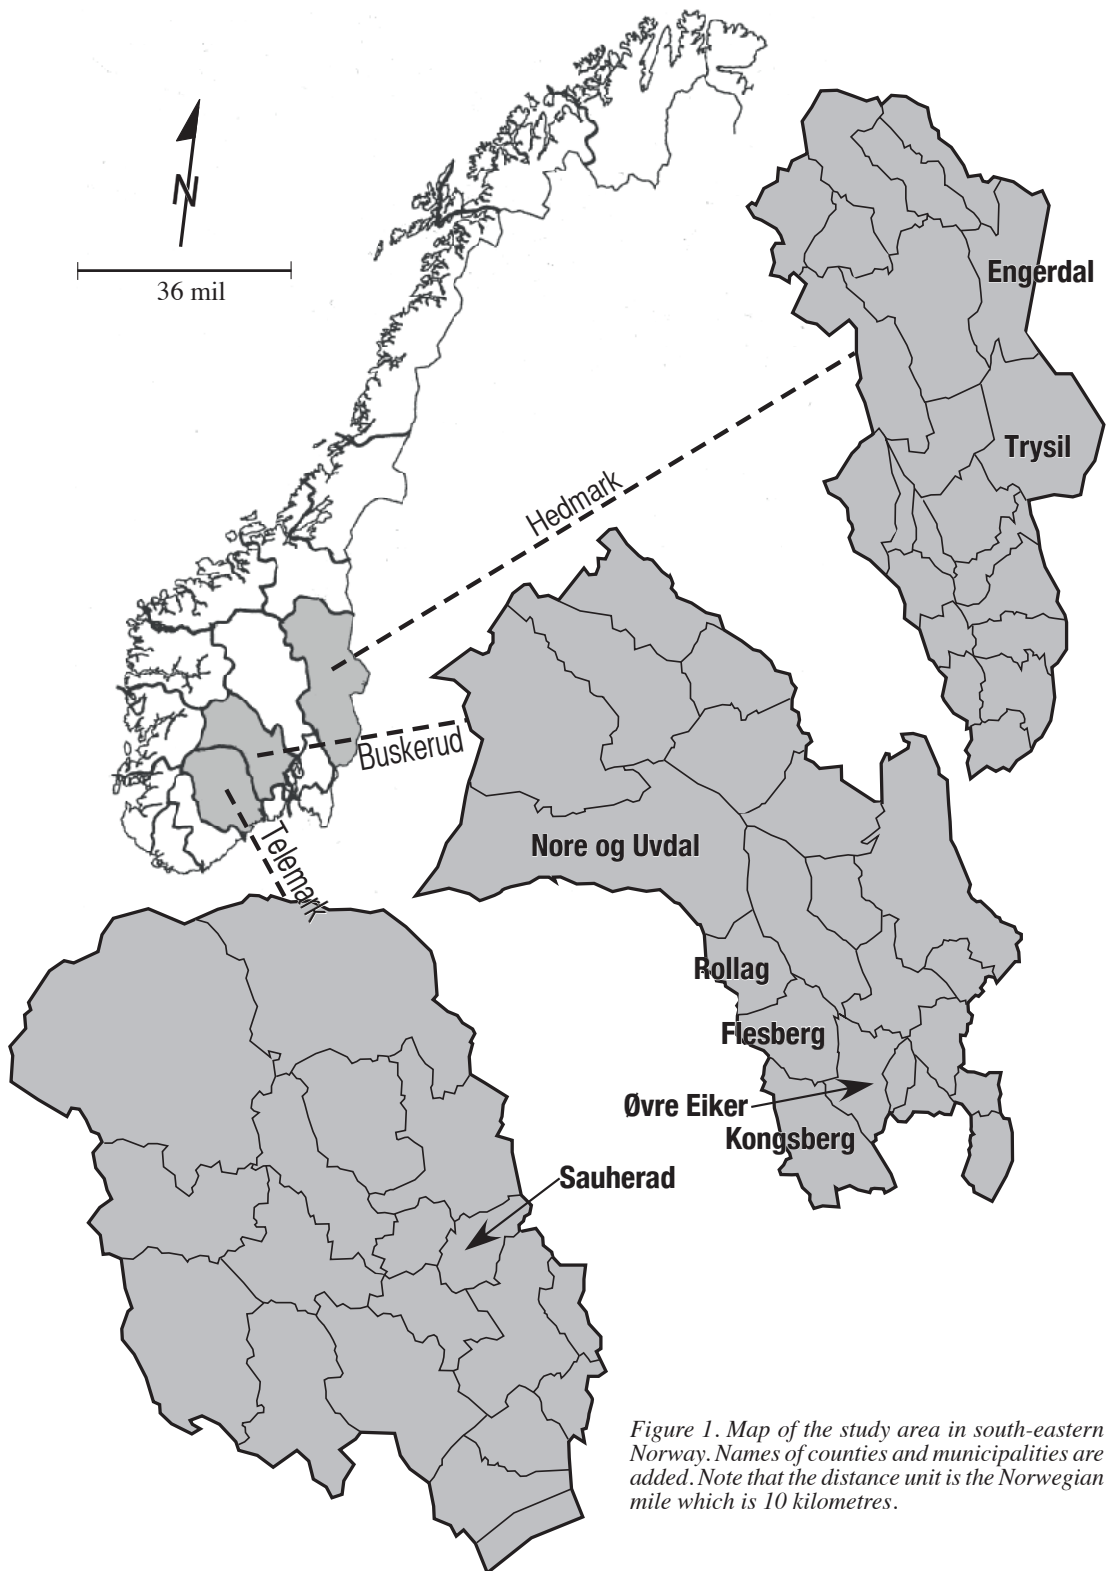 N
36 mil
Engerdal
Trysil
Hedmark
Buskerud
Telemark
Nore og Uvdal
Rollag
Flesberg
Øvre Eiker
Kongsberg
Sauherad
Figure 1. Map of the study area in south-eastern
Norway. Names of counties and municipalities are
added. Note that the distance unit is the Norwegian
mile which is 10 kilometres.